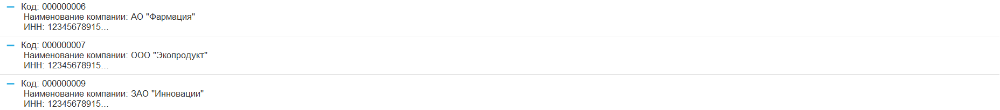 Код: 000000006
Наименование компании: АО "Фармация"
ИНН: 12345678915...
Код: 000000007
Наименование компании: ООО "Экопродукт"
ИНН: 12345678915...
Код: 000000009
Наименование компании: ЗАО "Инновации"
ИНН: 12345678915...